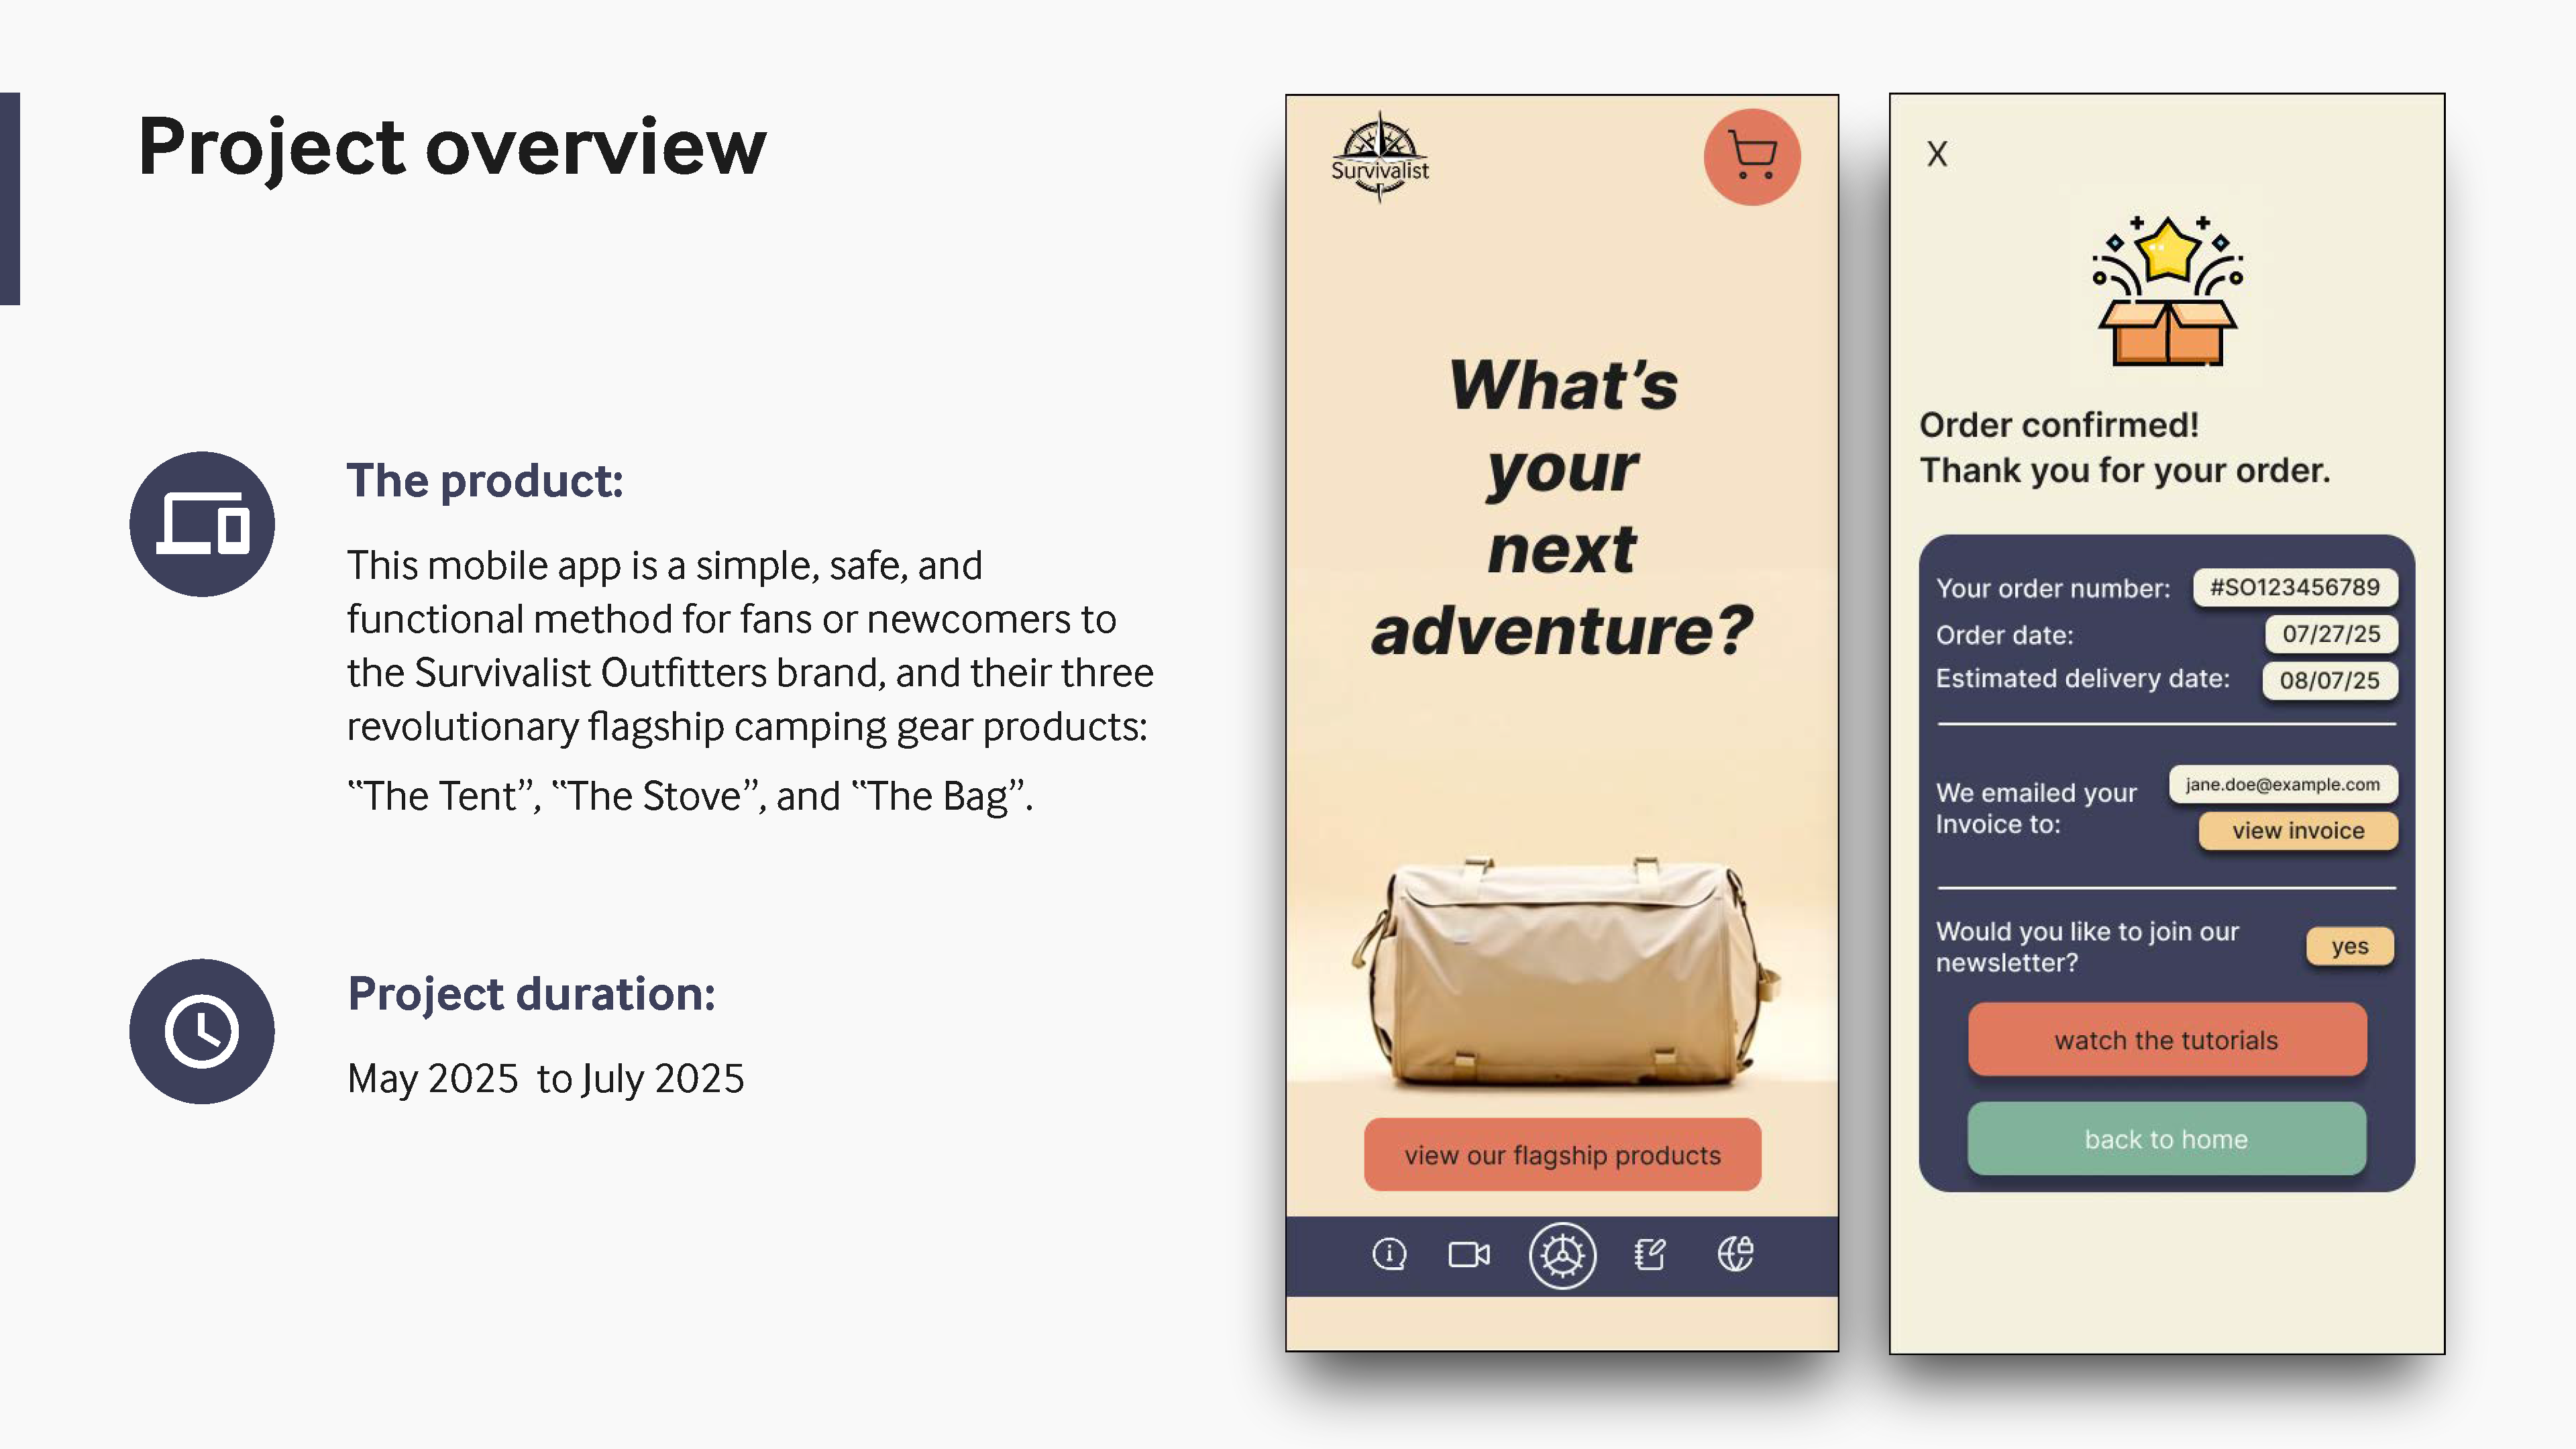 Project overview
The product:
This mobile app is a simple, safe, and
functional method for fans or newcomers to
the Survivalist Outfitters brand, and their three
revolutionary flagship camping gear products:
“The Tent”, “The Stove”, and “The Bag”.
Project duration:
May 2025  to July 2025
Survivalist
What’s
your
next
adventure?
view our flagship products
X
Order confirmed!
Thank you for your order.
Your order number: #SO123456789
Order date: 07/27/25
Estimated delivery date: 08/07/25
We emailed your
Invoice to:
jane.doe@example.com
view invoice
Would you like to join our
newsletter?
yes
watch the tutorials
back to home